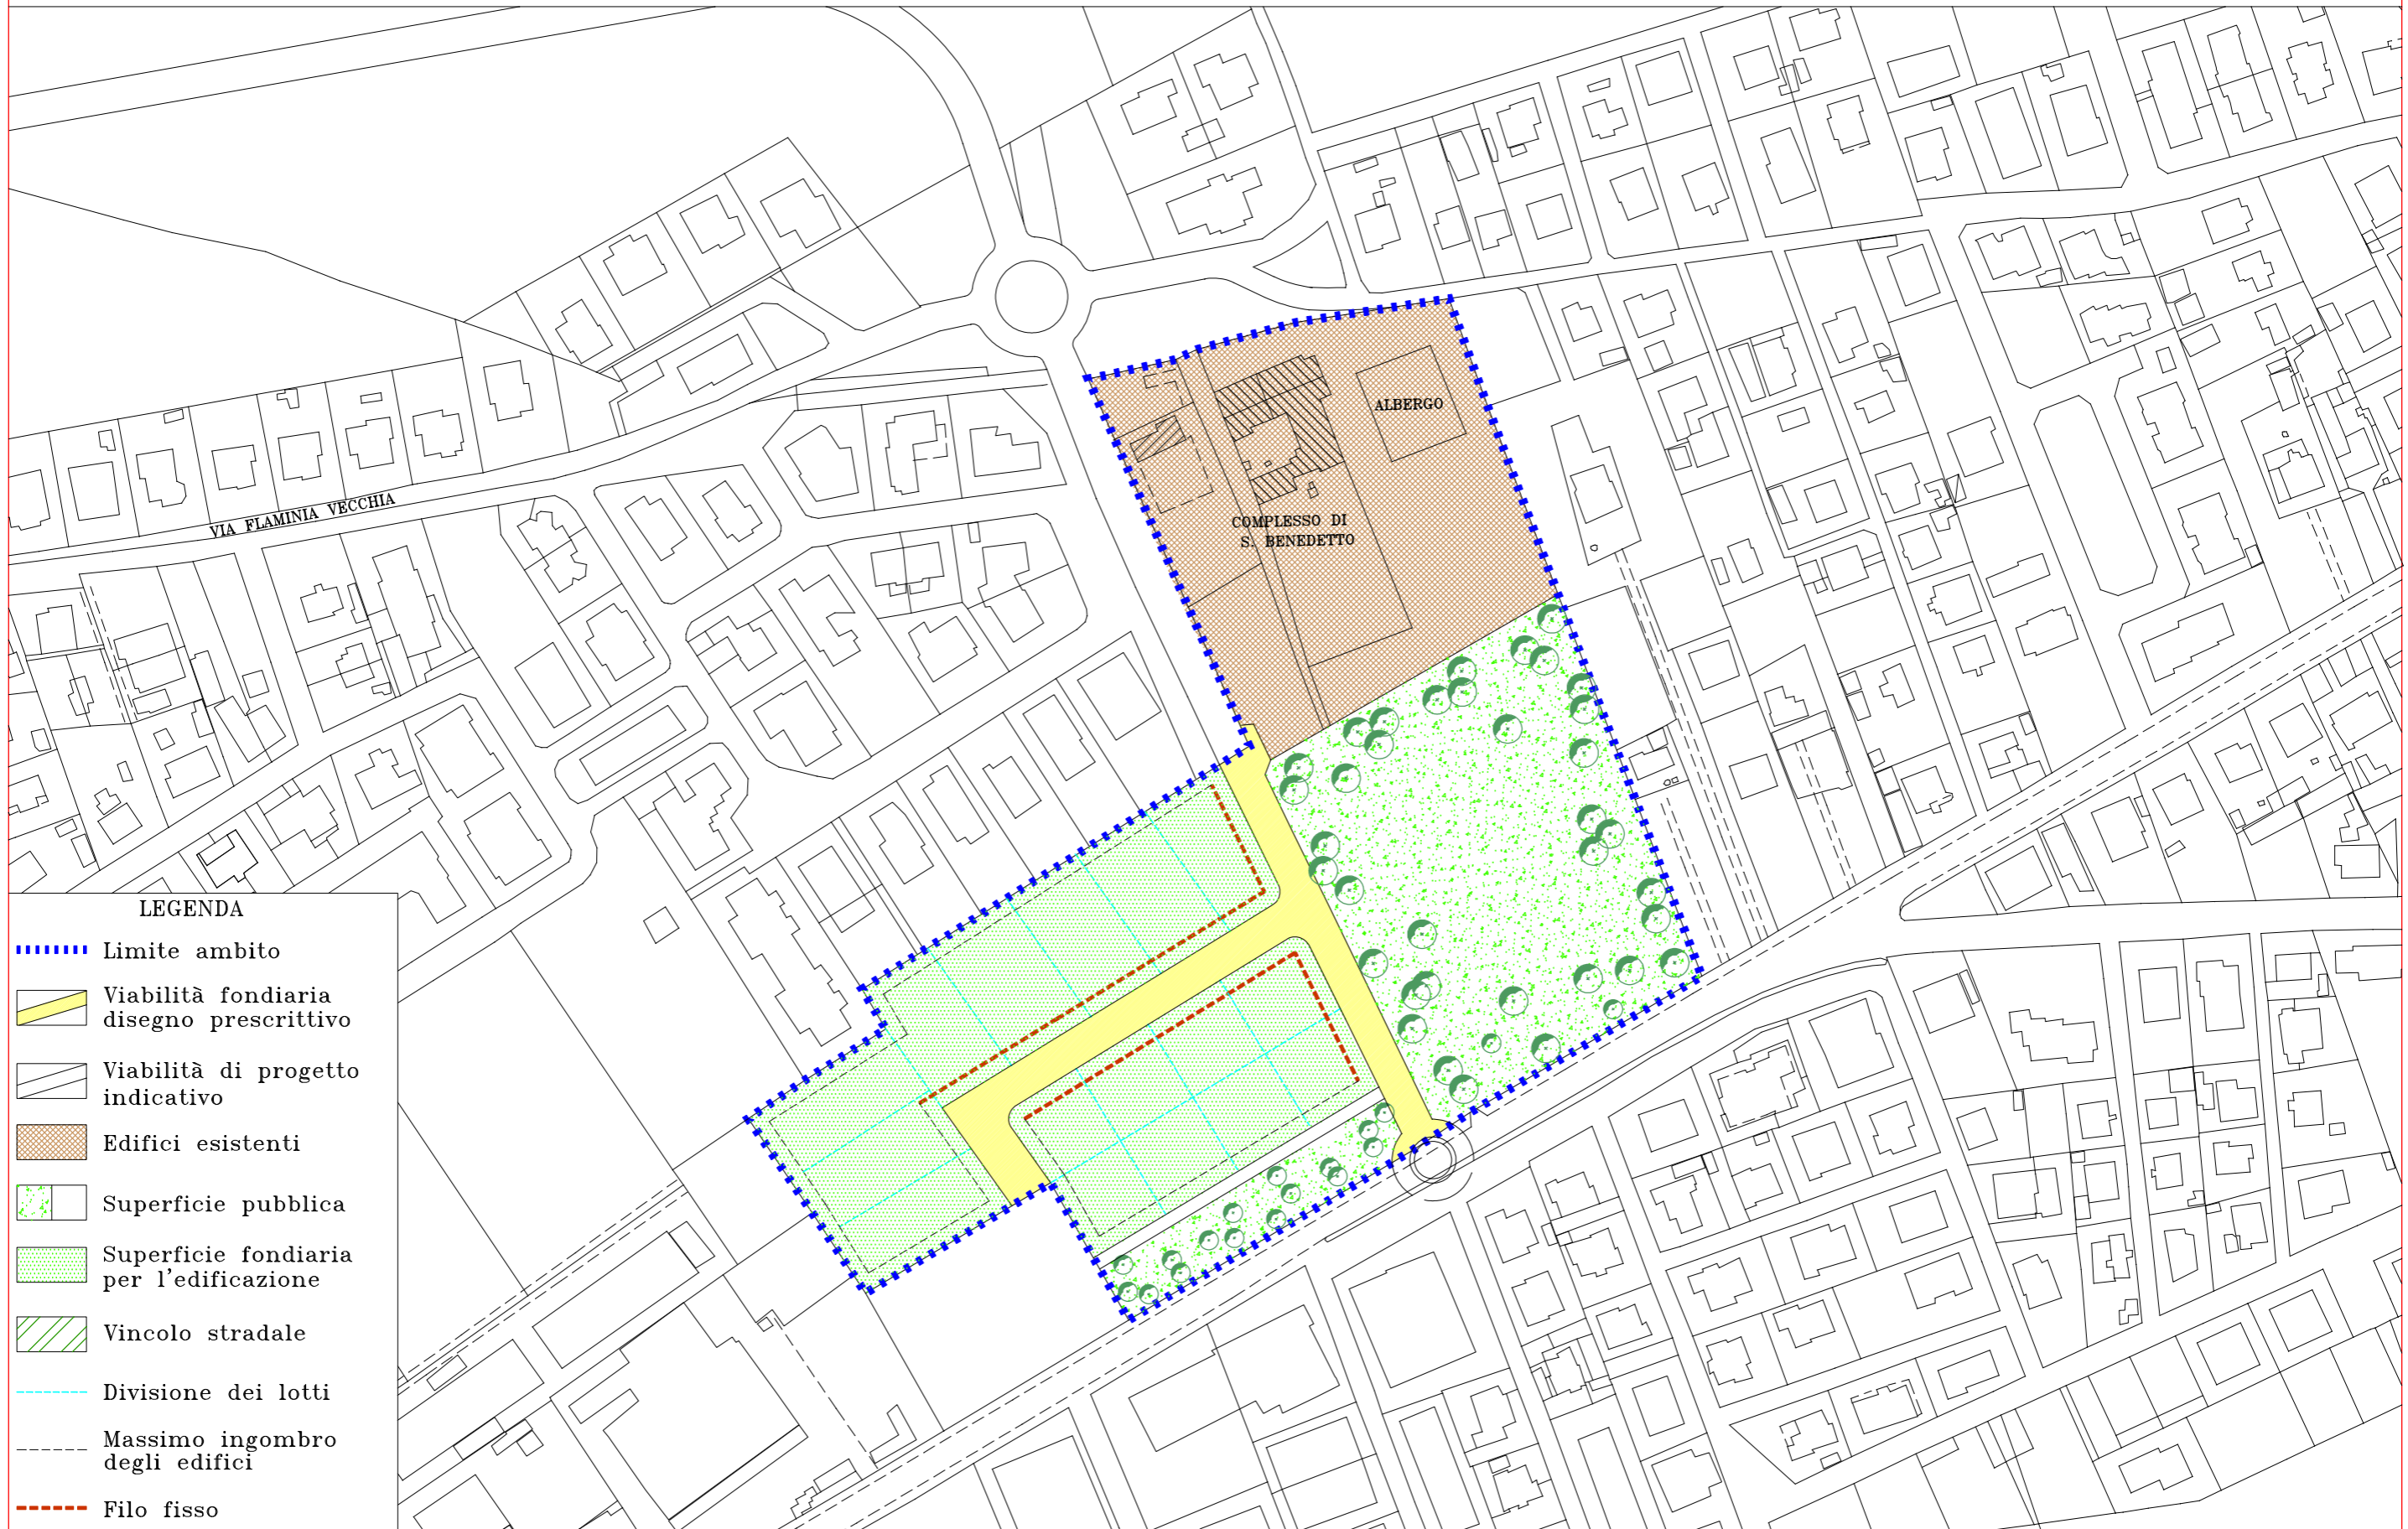 ALBERGO
COMPLESSO DI
S. BENEDETTO
VIA FLAMINIA VECCHIA
LEGENDA
Limite ambito
Viabilità fondiaria
disegno prescrittivo
Viabilità di progetto
indicativo
Edifici esistenti
Superficie pubblica
Superficie fondiaria
per l'edificazione
Vincolo stradale
Divisione dei lotti
Massimo ingombro
degli edifici
Filo fisso